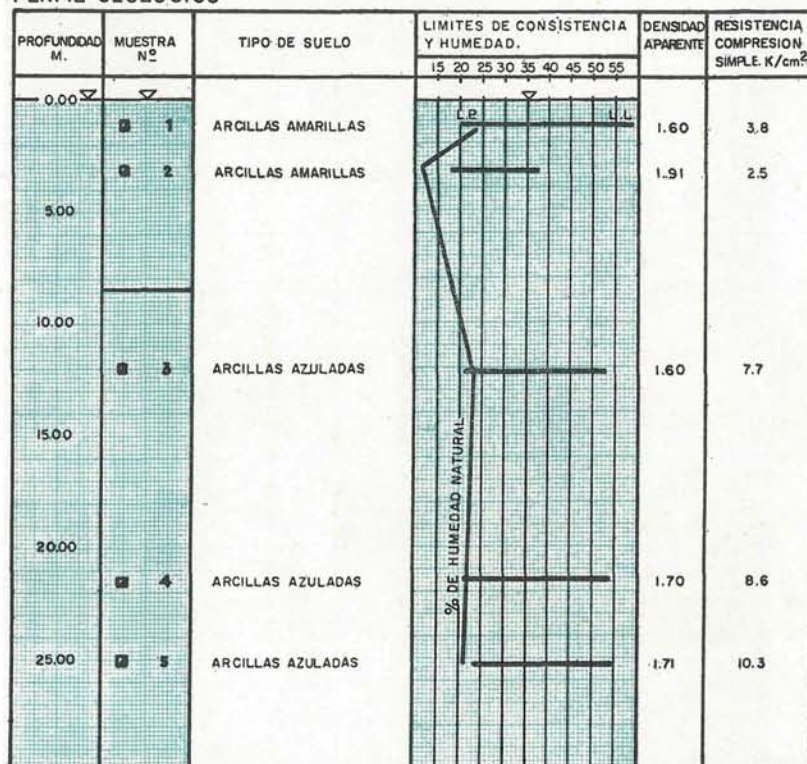 PROFUNDIDAD M.
MUESTRA Nº
TIPO DE SUELO
LIMITES DE CONSISTENCIA Y HUMEDAD.
15 20 25 30 35 40 45 50 55
DENSIDAD APARENTE
RESISTENCIA COMPRESION SIMPLE. K/cm²
0.00
L.P. L.L
1 ARCILLAS AMARILLAS 1.60 3.8
2 ARCILLAS AMARILLAS 1.91 2.5
5.00
10.00
3 ARCILLAS AZULADAS 1.60 7.7
15.00
% DE HUMEDAD NATURAL
20.00
4 ARCILLAS AZULADAS 1.70 8.6
25.00 5 ARCILLAS AZULADAS 1.71 10.3